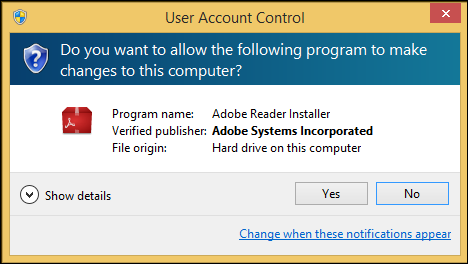 User Account Control
Do you want to allow the following program to make
changes to this computer?
Program name: Adobe Reader Installer
Verified publisher: Adobe Systems Incorporated
File origin: Hard drive on this computer
Show details
Yes
No
Change when these notifications appear